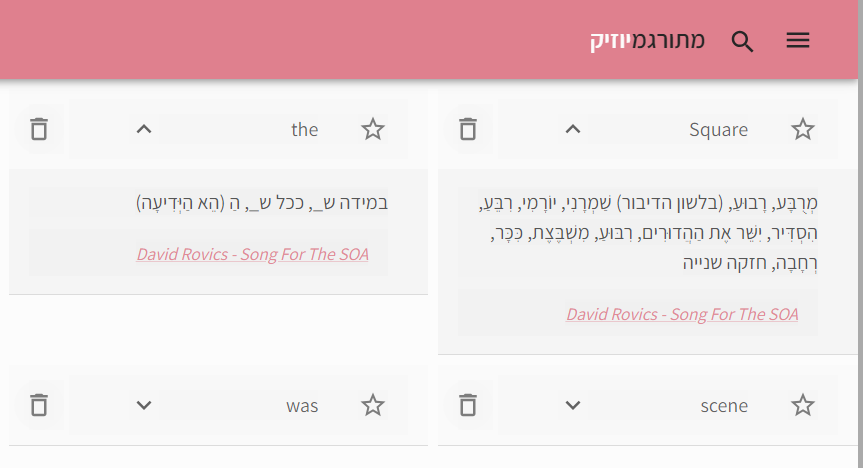 מתורגמיוזיק
Square
מְרֻבָּע, רָבוּעַ, (בלשון הדיבור) שַׁמְרָנִי, יוֹרָמִי, רִבֵּעַ,
הִסְדִּיר, יִשֵּׁר אֶת הַהֲדוּרִים, רִבּוּעַ, מִשְׁבֶּצֶת, כִּכָּר,
רְחָבָה, חזקה שנייה
David Rovics - Song For The SOA
the
במידה ש_, ככל ש_, הַ (הֵא הַיְּדִיעָה)
David Rovics - Song For The SOA
scene
was